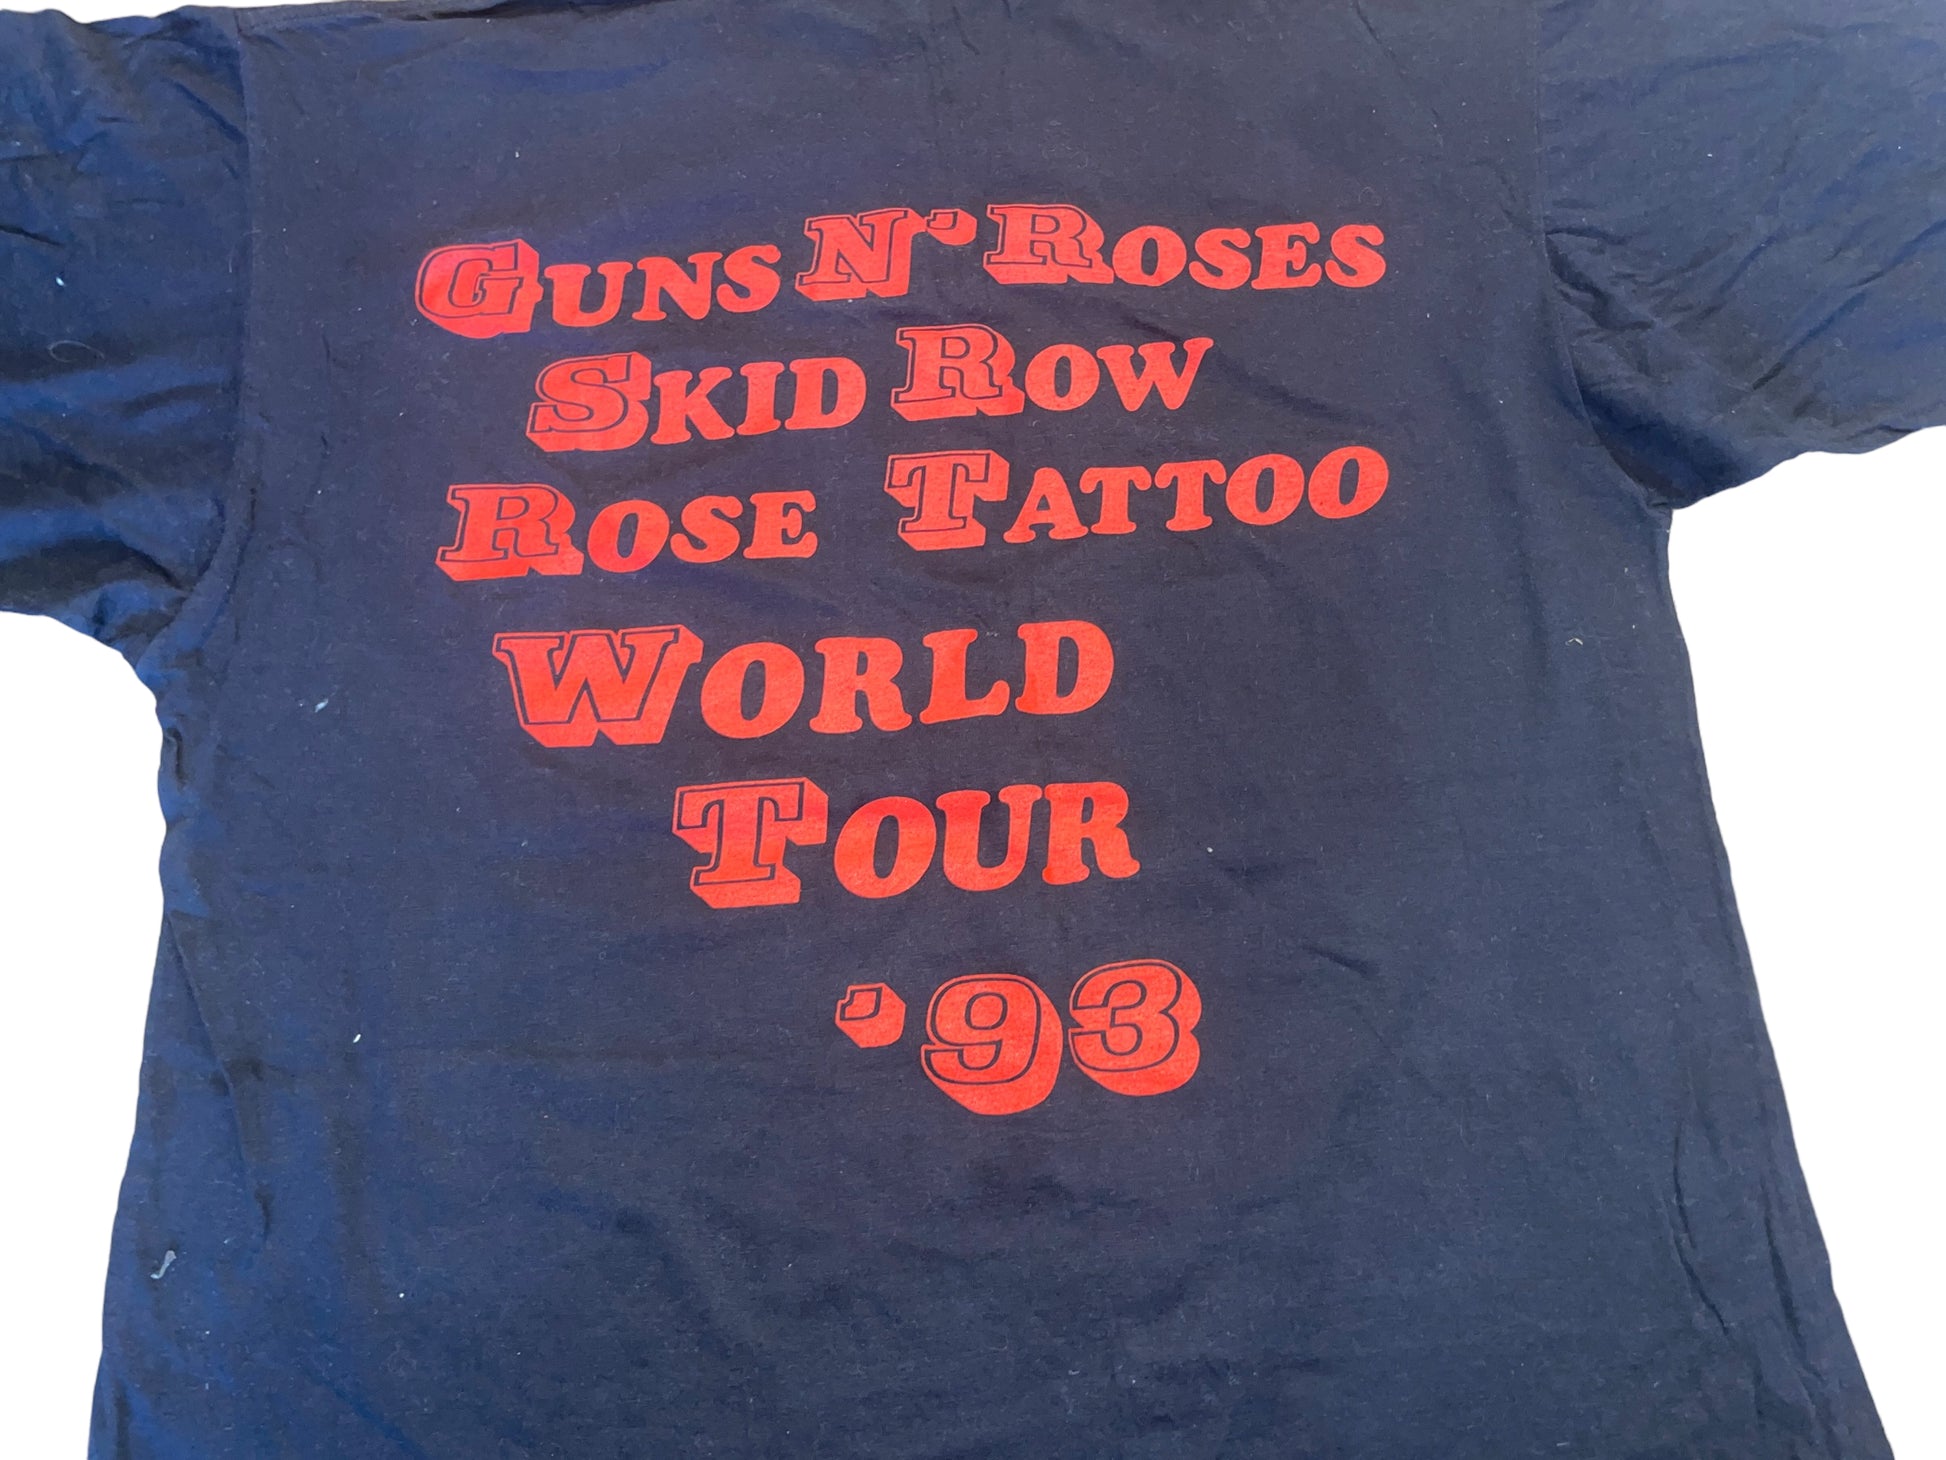 GUNS N' ROSES
SKID ROW
ROSE TATTOO
WORLD
TOUR
'93